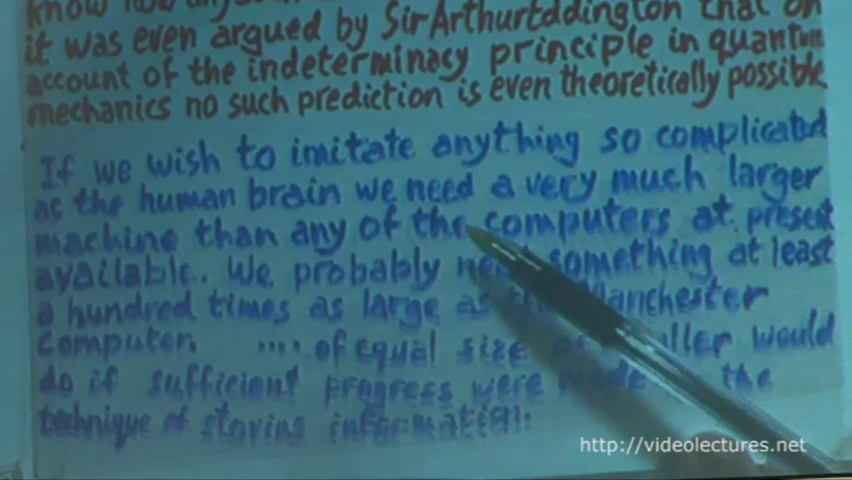 know how any
it was even argued by Sir Arthur Eddington that on
account of the indeterminacy principle in quantum
mechanics no such prediction is even theoretically possible
If we wish to imitate anything so complicated
as the human brain we need a very much larger
machine than any of the computers at present
available. We probably need something at least
a hundred times as large as the Manchester
Computer. .... of equal size or smaller would
do if sufficient progress were made the
technique of storing information.
http://videolectures.net